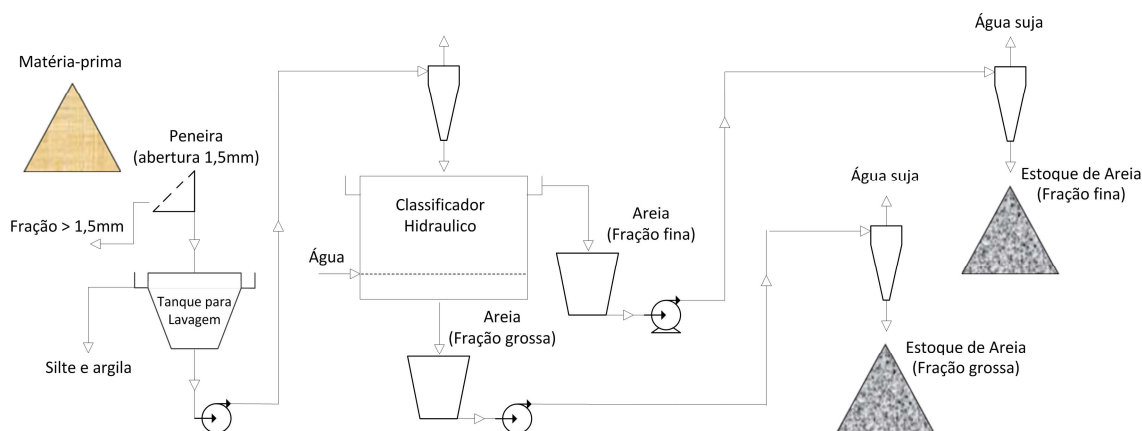 Água suja
Matéria-prima
Peneira
(abertura 1,5mm)
Estoque de Areia
(Fração fina)
Água suja
Classificador
Hidraulico
Areia
(Fração fina)
Fração > 1,5mm
Água
Tanque para
Lavagem
Areia
(Fração grossa)
Estoque de Areia
(Fração grossa)
Silte e argila